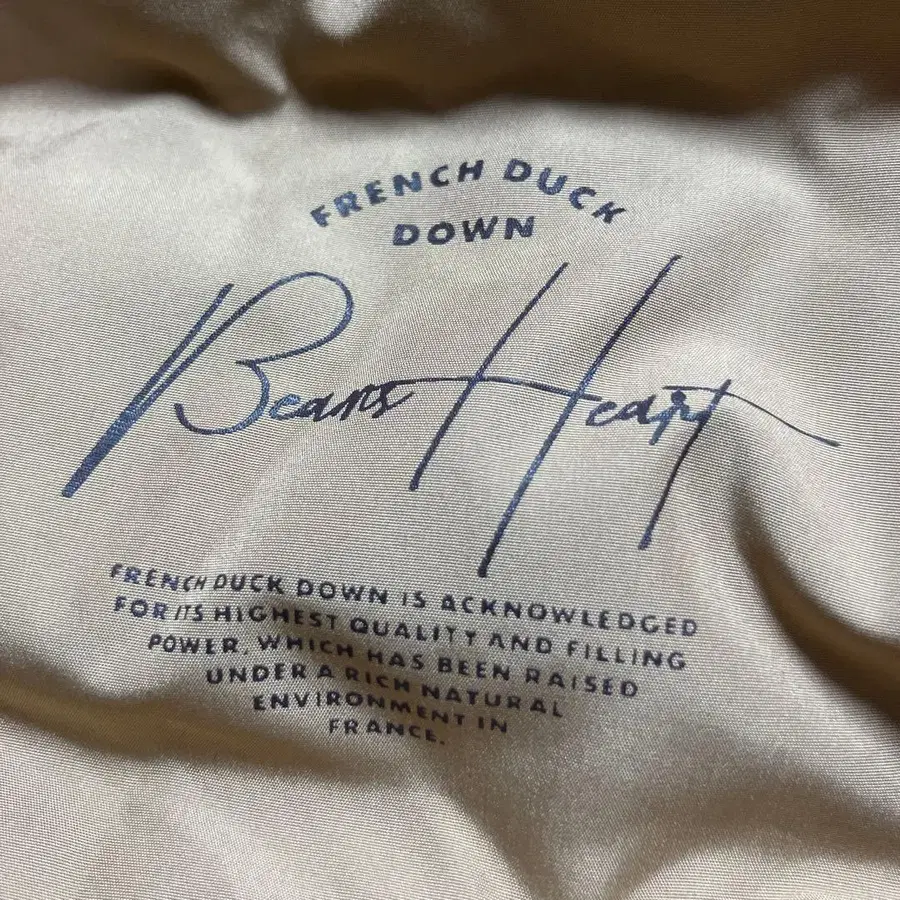 FRENCH DUCK
DOWN
Bears Heart
FRENCH DUCK DOWN IS ACKNOWLEDGED
FOR ITS HIGHEST QUALITY AND FILLING
POWER, WHICH HAS BEEN RAISED
UNDER A RICH NATURAL
ENVIRONMENT IN
FRANCE.